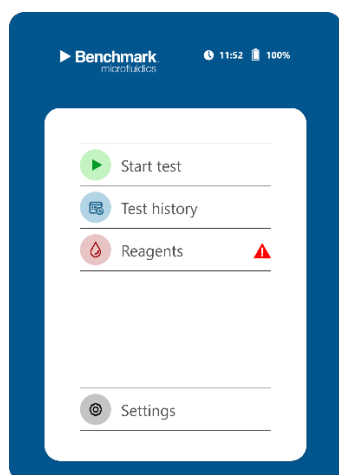 Benchmark
microfluidics
11:52 100%
Start test
Test history
Reagents
Settings